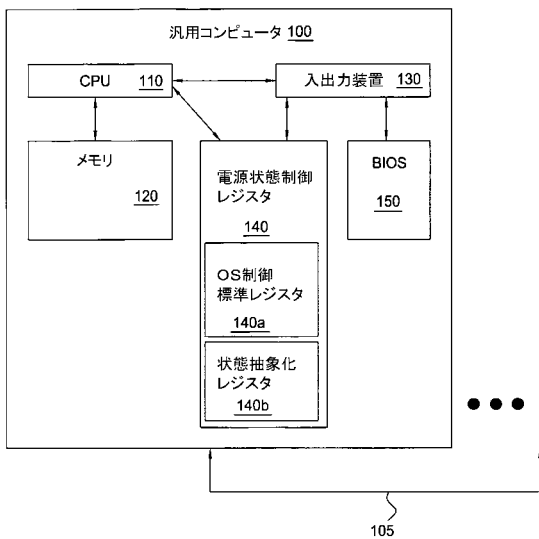 汎用コンピュータ 100
CPU 110
入出力装置 130
メモリ
120
電源状態制御
レジスタ
140
BIOS
150
OS制御
標準レジスタ
140a
状態抽象化
レジスタ
140b
105